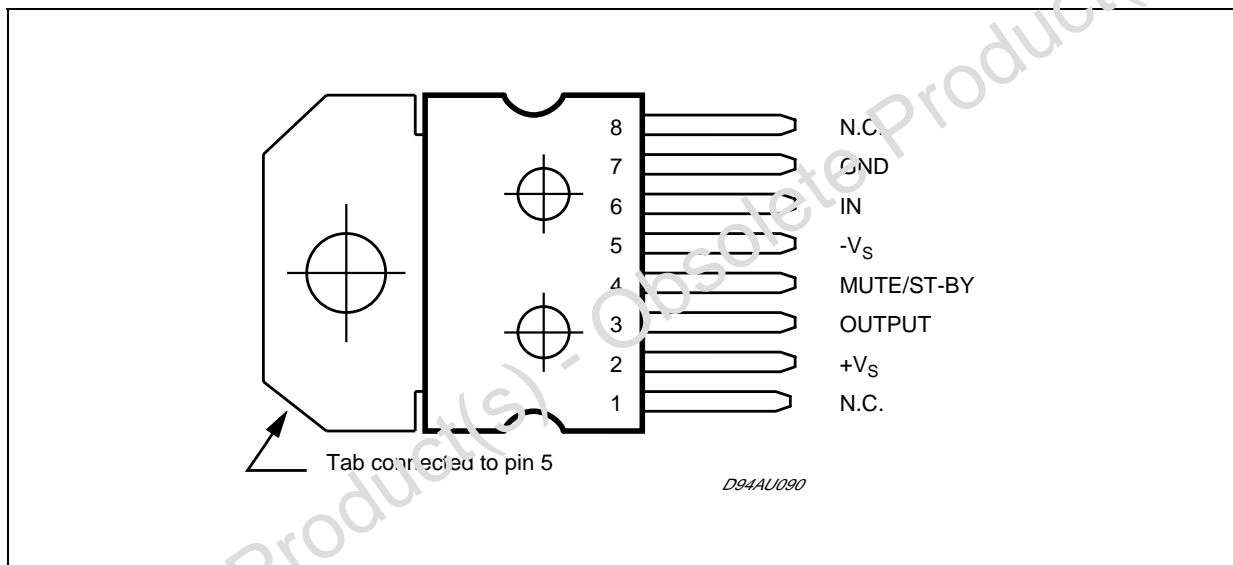 8 N.C.
7 GND
6 IN
5 -VS
4 MUTE/ST-BY
3 OUTPUT
2 +VS
1 N.C.
Tab connected to pin 5
D94AU090
Product(s) - Obsolete Product(